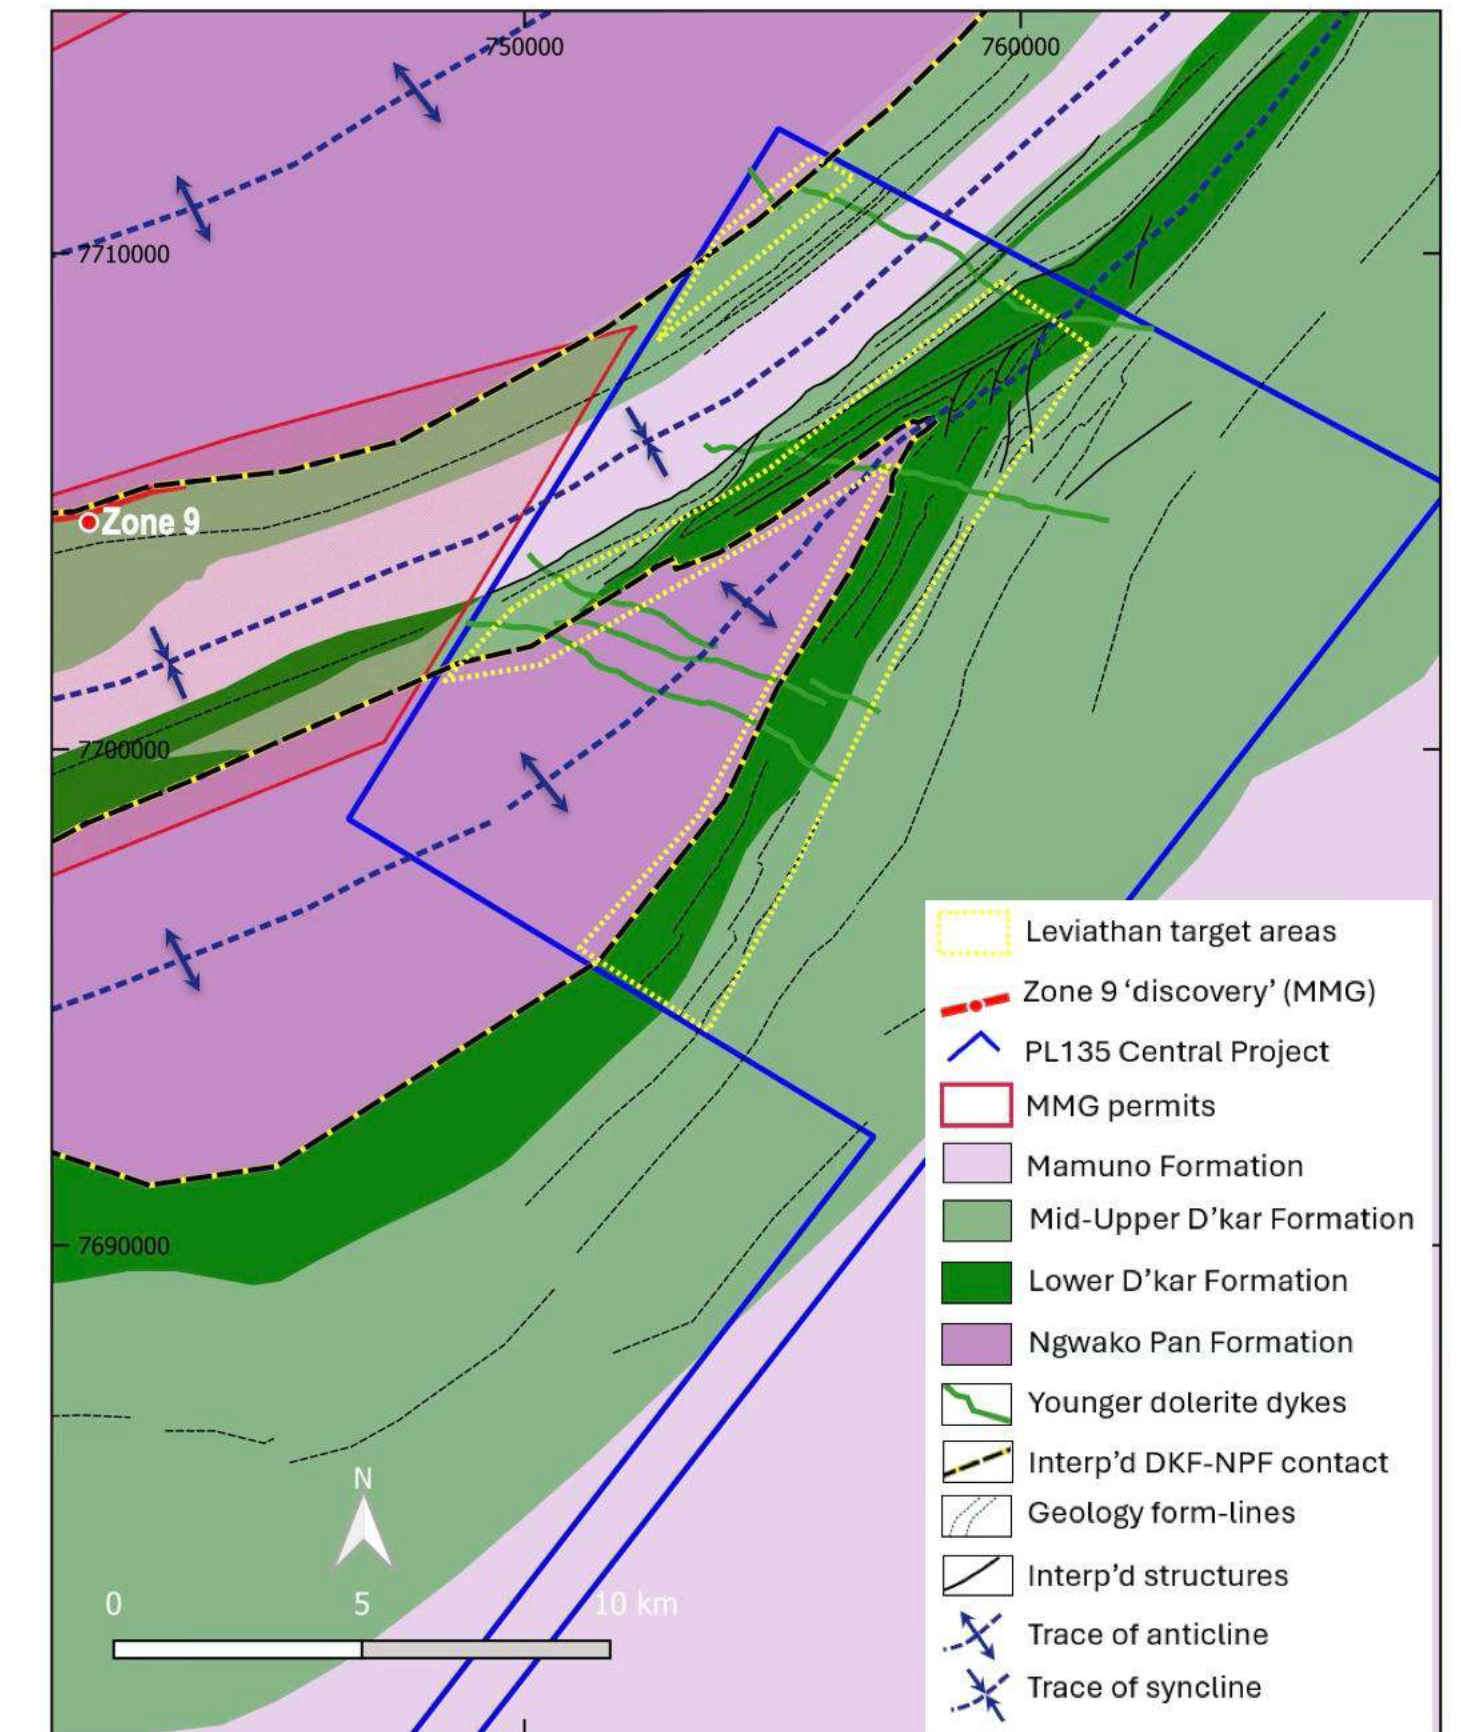 750000
760000
7710000
Zone 9
7700000
7690000
N
0
5
10 km
Leviathan target areas
Zone 9 ‘discovery’ (MMG)
PL135 Central Project
MMG permits
Mamuno Formation
Mid-Upper D’kar Formation
Lower D’kar Formation
Ngwako Pan Formation
Younger dolerite dykes
Interp’d DKF-NPF contact
Geology form-lines
Interp’d structures
Trace of anticline
Trace of syncline